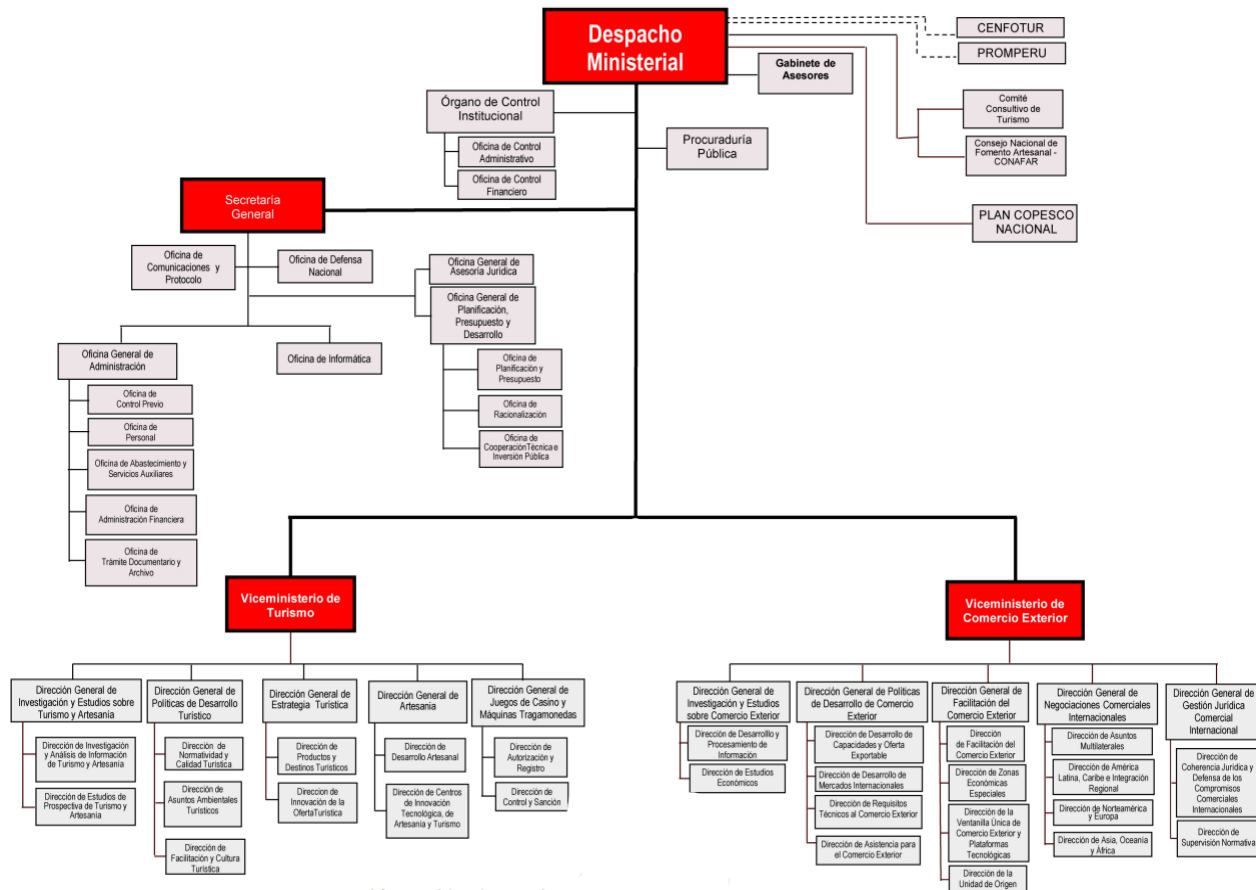 Despacho
Ministerial
CENFOTUR
PROMPERU
Gabinete de
Asesores
Comité
Consultivo de
Turismo
Consejo Nacional
de Fomento Artesanal -
CONAFAR
PLAN COPESCO
NACIONAL
Órgano de Control
Institucional
Oficina de Control
Administrativo
Oficina de Control
Financiero
Procuraduría
Pública
Secretaría
General
Oficina de
Comunicaciones y
Protocolo
Oficina de Defensa
Nacional
Oficina General de
Asesoría Jurídica
Oficina General de
Planificación,
Presupuesto y
Desarrollo
Oficina de
Planificación y
Presupuesto
Oficina de
Racionalización
Oficina de
Cooperación Técnica e
Inversión Pública
Oficina General de
Administración
Oficina de Informática
Oficina de
Control Previo
Oficina de
Personal
Oficina de Abastecimiento y
Servicios Auxiliares
Oficina de
Administración Financiera
Oficina de
Trámite Documentario y
Archivo
Viceministerio de
Turismo
Viceministerio de
Comercio Exterior
Dirección General de
Investigación y Estudios sobre
Turismo y Artesanía
Dirección de Investigación
y Análisis de Información
de Turismo y Artesanía
Dirección de Estudios de
Prospectiva de Turismo y
Artesanía
Dirección General de
Políticas de Desarrollo
Turístico
Dirección de
Normatividad y
Calidad Turística
Dirección de
Asuntos Ambientales
Turísticos
Dirección de
Facilitación y Cultura
Turística
Dirección General de
Estrategia Turística
Dirección de
Productos y
Destinos Turísticos
Dirección de
Innovación de la
OfertaTurística
Dirección General de
Artesanía
Dirección de
Desarrollo Artesanal
Dirección de Centros de
Innovación
Tecnológica, de
Artesanía y Turismo
Dirección General de
Juegos de Casino y
Máquinas Tragamonedas
Dirección de
Autorización y
Registro
Dirección de
Control y Sanción
Dirección General de
Investigación y Estudios
sobre Comercio Exterior
Dirección de Desarrolllo y
Procesamiento de
Información
Dirección de Estudios
Económicos
Dirección General de Políticas
de Desarrollo de Comercio
Exterior
Dirección de Desarrollo de
Capacidades y Oferta
Exportable
Dirección de Desarrollo de
Mercados Internacionales
Dirección de Requisitos
Técnicos al Comercio Exterior
Dirección de Asistencia para
el Comercio Exterior
Dirección General de
Facilitación del
Comercio Exterior
Dirección
de Facilitación del
Comercio Exterior
Dirección de Zonas
Económicas
Especiales
Dirección de la
Ventanilla Única de
Comercio Exterior y
Plataformas
Tecnológicas
Dirección de la
Unidad de Origen
Dirección General de
Negociaciones Comerciales
Internacionales
Dirección de Asuntos
Multilaterales
Dirección de América
Latina, Caribe e Integración
Regional
Dirección de Norteamérica
y Europa
Dirección de Asia, Oceanía
y África
Dirección General de
Gestión Jurídica
Comercial
Internacional
Dirección de
Coherencia Jurídica y
Defensa de los
Compromisos
Comerciales
Internacionales
Dirección de
Supervisión Normativa